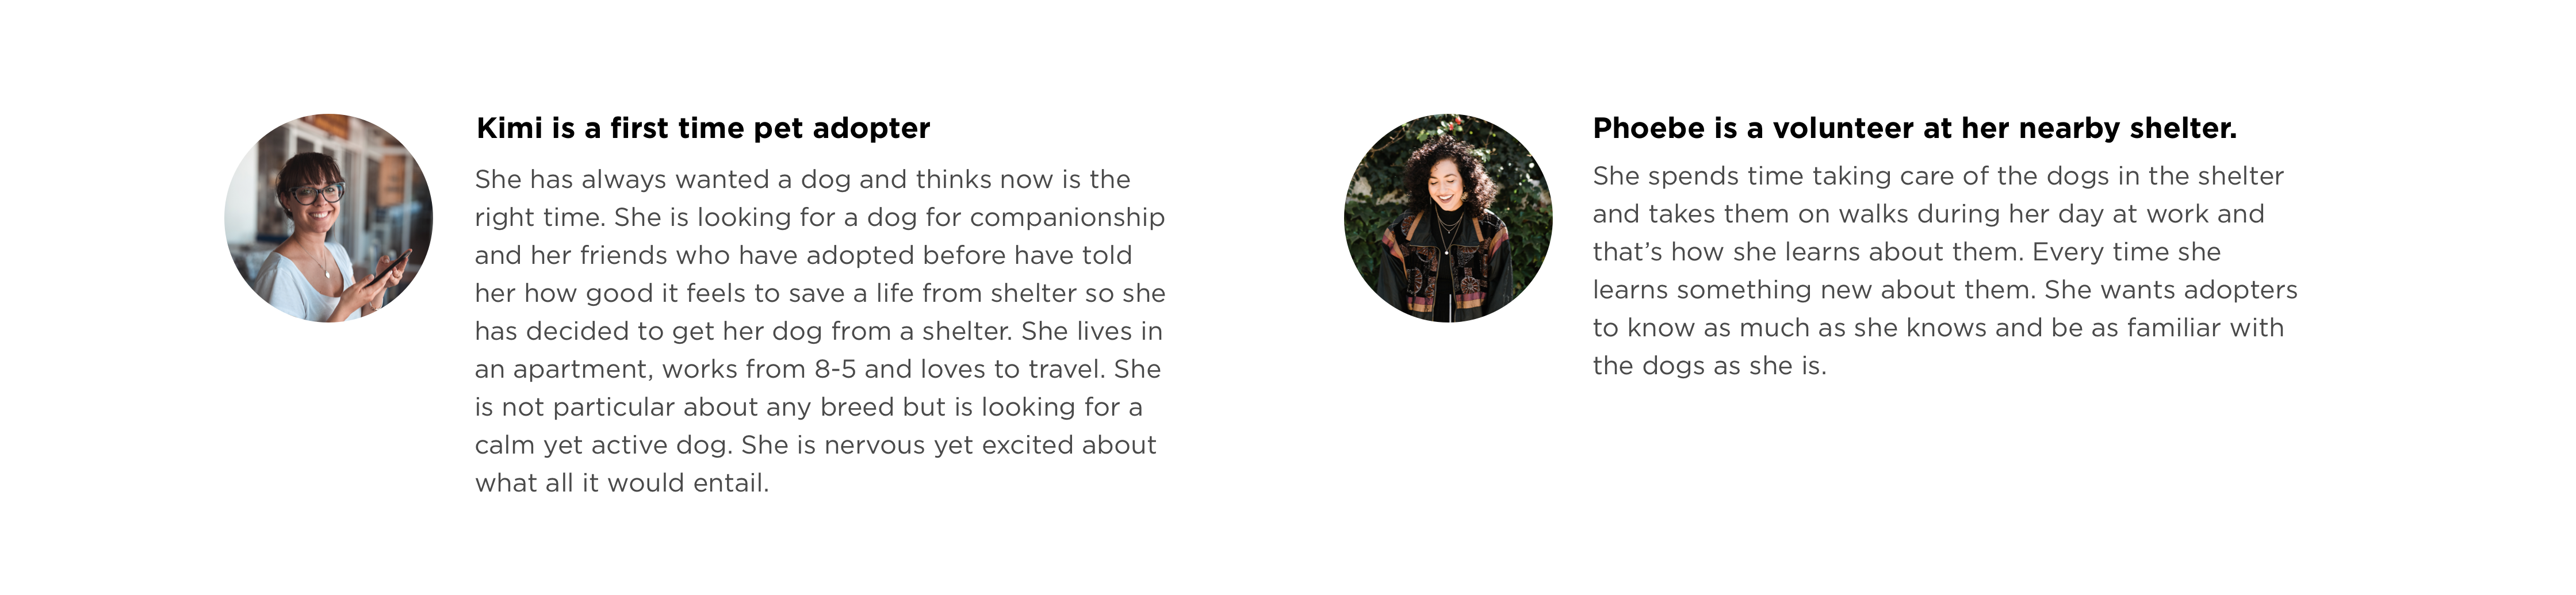 Kimi is a first time pet adopter
She has always wanted a dog and thinks now is the
right time. She is looking for a dog for companionship
and her friends who have adopted before have told
her how good it feels to save a life from shelter so she
has decided to get her dog from a shelter. She lives in
an apartment, works from 8-5 and loves to travel. She
is not particular about any breed but is looking for a
calm yet active dog. She is nervous yet excited about
what all it would entail.
Phoebe is a volunteer at her nearby shelter.
She spends time taking care of the dogs in the shelter
and takes them on walks during her day at work and
that’s how she learns about them. Every time she
learns something new about them. She wants adopters
to know as much as she knows and be as familiar with
the dogs as she is.